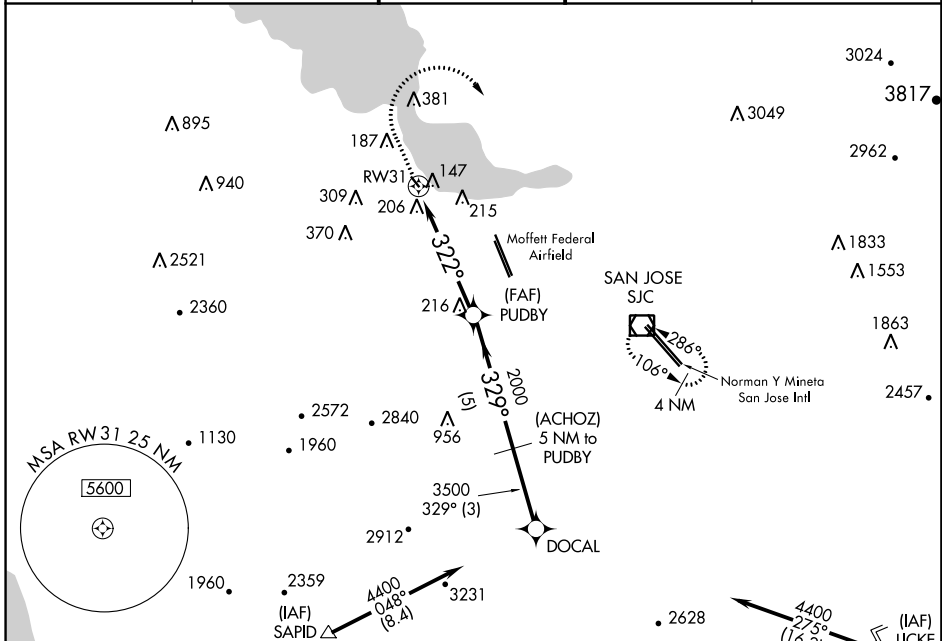 3024
3817
381
3049
895
187
2962
RW31
147
940
309
206
215
370
Moffett Federal
Airfield
1833
2521
322°
1553
SAN JOSE
SJC
(FAF)
PUDBY
2360
216
286°
1863
106°
2000
329°
(5)
Norman Y Mineta
San Jose Intl
4 NM
2457
2572
2840
956
(ACHOZ)
5 NM to
PUDBY
1130
1960
MSA RW31 25 NM
5600
3500
329° (3)
2912
DOCAL
1960
2359
4400
048°
(8.4)
3231
(IAF)
SAPID
2628
4400
275°
(IAF)